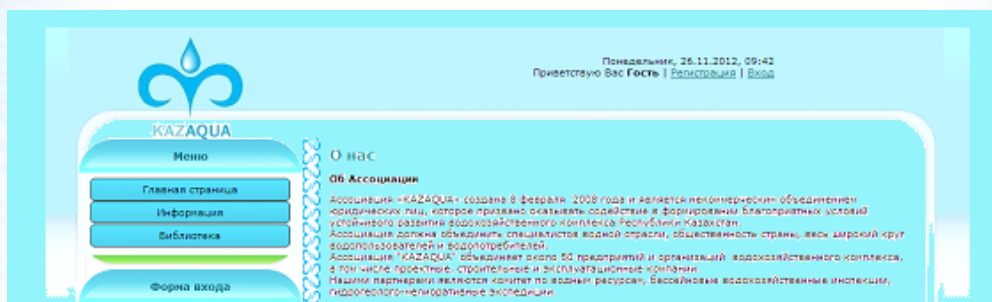 Понедельник, 26.11.2012, 09:42
Приветствую Вас Гость | Регистрация | Вход
KAZAQUA
Меню
Главная страница
Информация
Библиотека
Форма входа
О нас
Об Ассоциации
Ассоциация «KAZAQUA» создана 8 февраля 2008 года и является некоммерческим объединением
юридических лиц, которое призвано оказывать содействие в формировании благоприятных условий
устойчивого развития водохозяйственного комплекса Республики Казахстан.
Ассоциация должна объединить специалистов водной отрасли, общественность страны, весь широкий круг
водопользователей и водопотребителей.
Ассоциация "KAZAQUA" объединяет около 50 предприятий и организаций водохозяйственного комплекса,
в том числе проектные, строительные и эксплуатационные компании
Нашими партнерами являются комитет по водным ресурсам, бассейновые водохозяйственные инспекции,
гидрогеолого-мелиоративные экспедиции